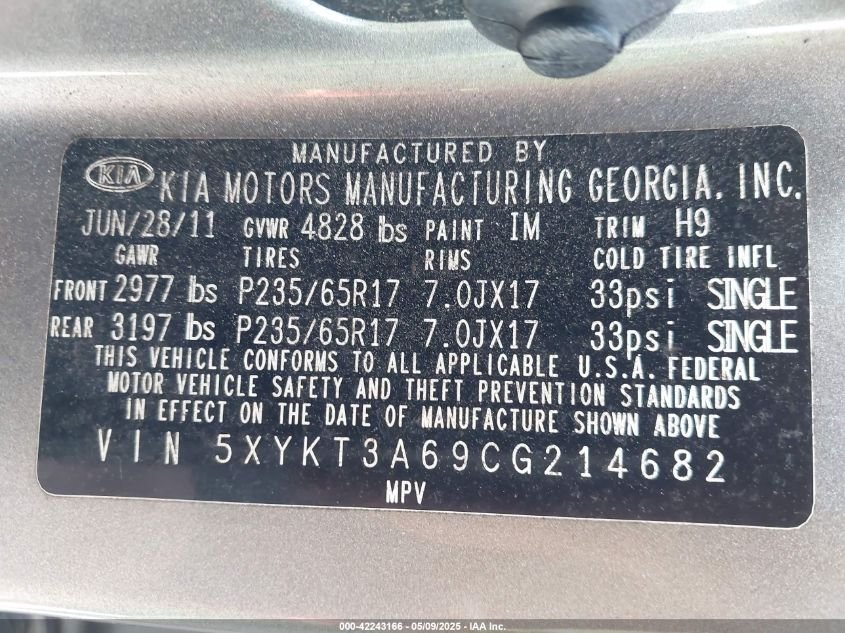 MANUFACTURED BY
KIA KIA MOTORS MANUFACTURING GEORGIA, INC.
JUN/28/11 GVWR 4828 lbs PAINT IM TRIM H9
GAWR TIRES RIMS COLD TIRE INFL
FRONT 2977 lbs P235/65R17 7.0JX17 33psi SINGLE
REAR 3197 lbs P235/65R17 7.0JX17 33psi SINGLE
THIS VEHICLE CONFORMS TO ALL APPLICABLE U.S.A. FEDERAL
MOTOR VEHICLE SAFETY AND THEFT PREVENTION STANDARDS
IN EFFECT ON THE DATE OF MANUFACTURE SHOWN ABOVE
VIN 5XYKT3A69CG214682
MPV
000-42243166 - 05/09/2025 - IAA Inc.